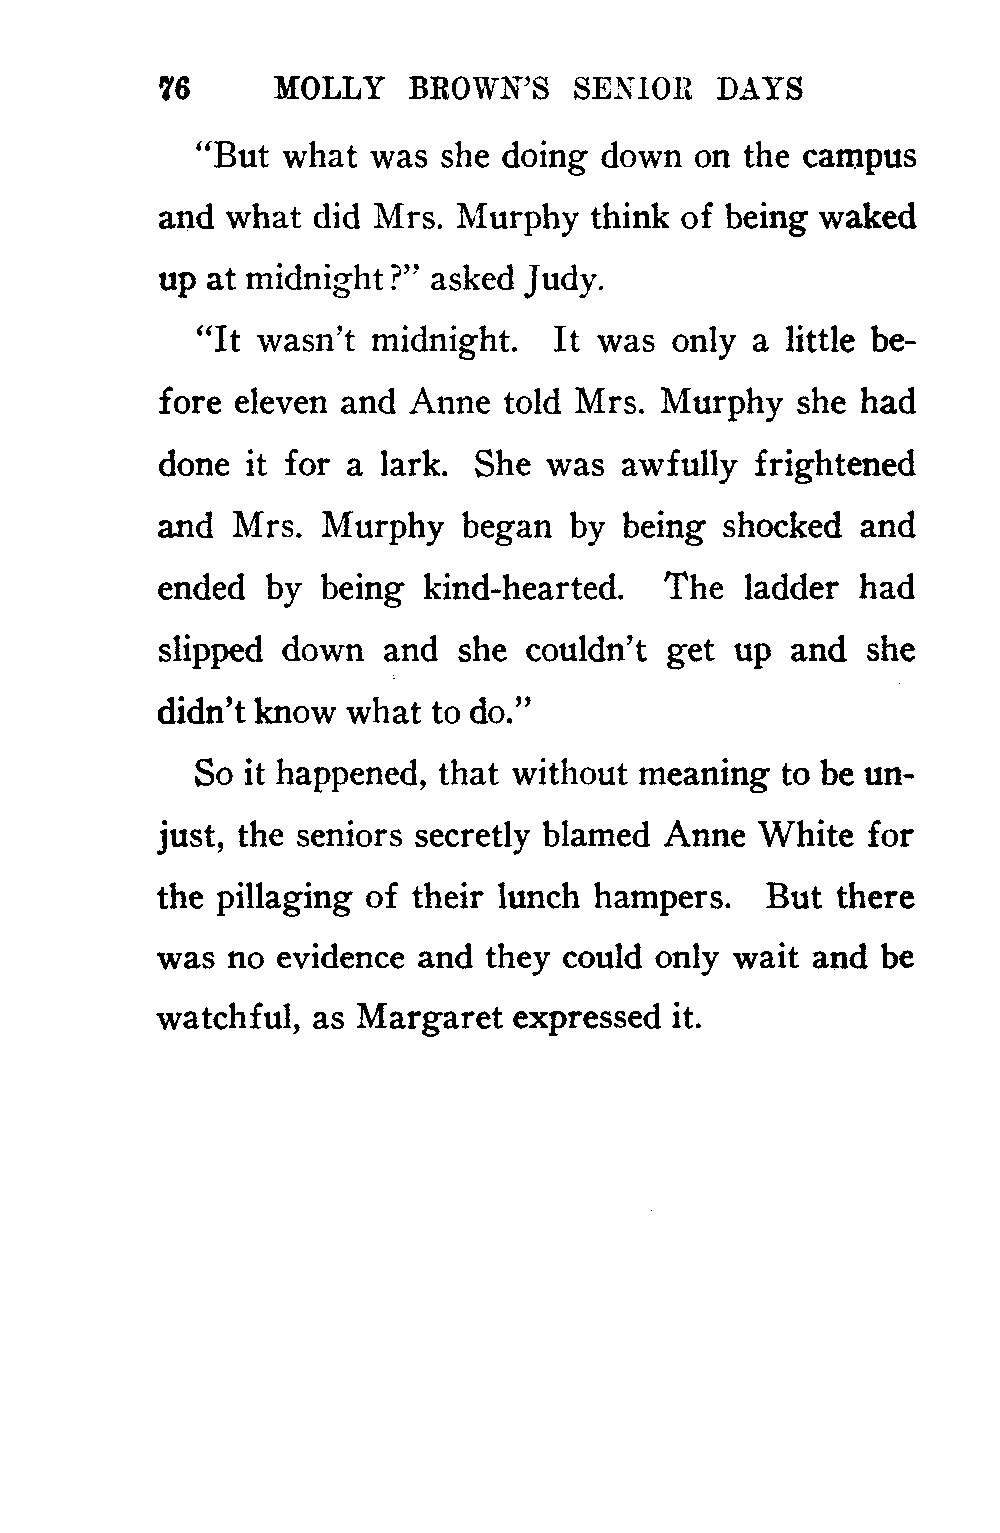 76 MOLLY BROWN'S SENIOR DAYS
"But what was she doing down on the campus
and what did Mrs. Murphy think of being waked
up at midnight?" asked Judy.
"It wasn't midnight. It was only a little be-
fore eleven and Anne told Mrs. Murphy she had
done it for a lark. She was awfully frightened
and Mrs. Murphy began by being shocked and
ended by being kind-hearted. The ladder had
slipped down and she couldn't get up and she
didn't know what to do."
So it happened, that without meaning to be un-
just, the seniors secretly blamed Anne White for
the pillaging of their lunch hampers. But there
was no evidence and they could only wait and be
watchful, as Margaret expressed it.